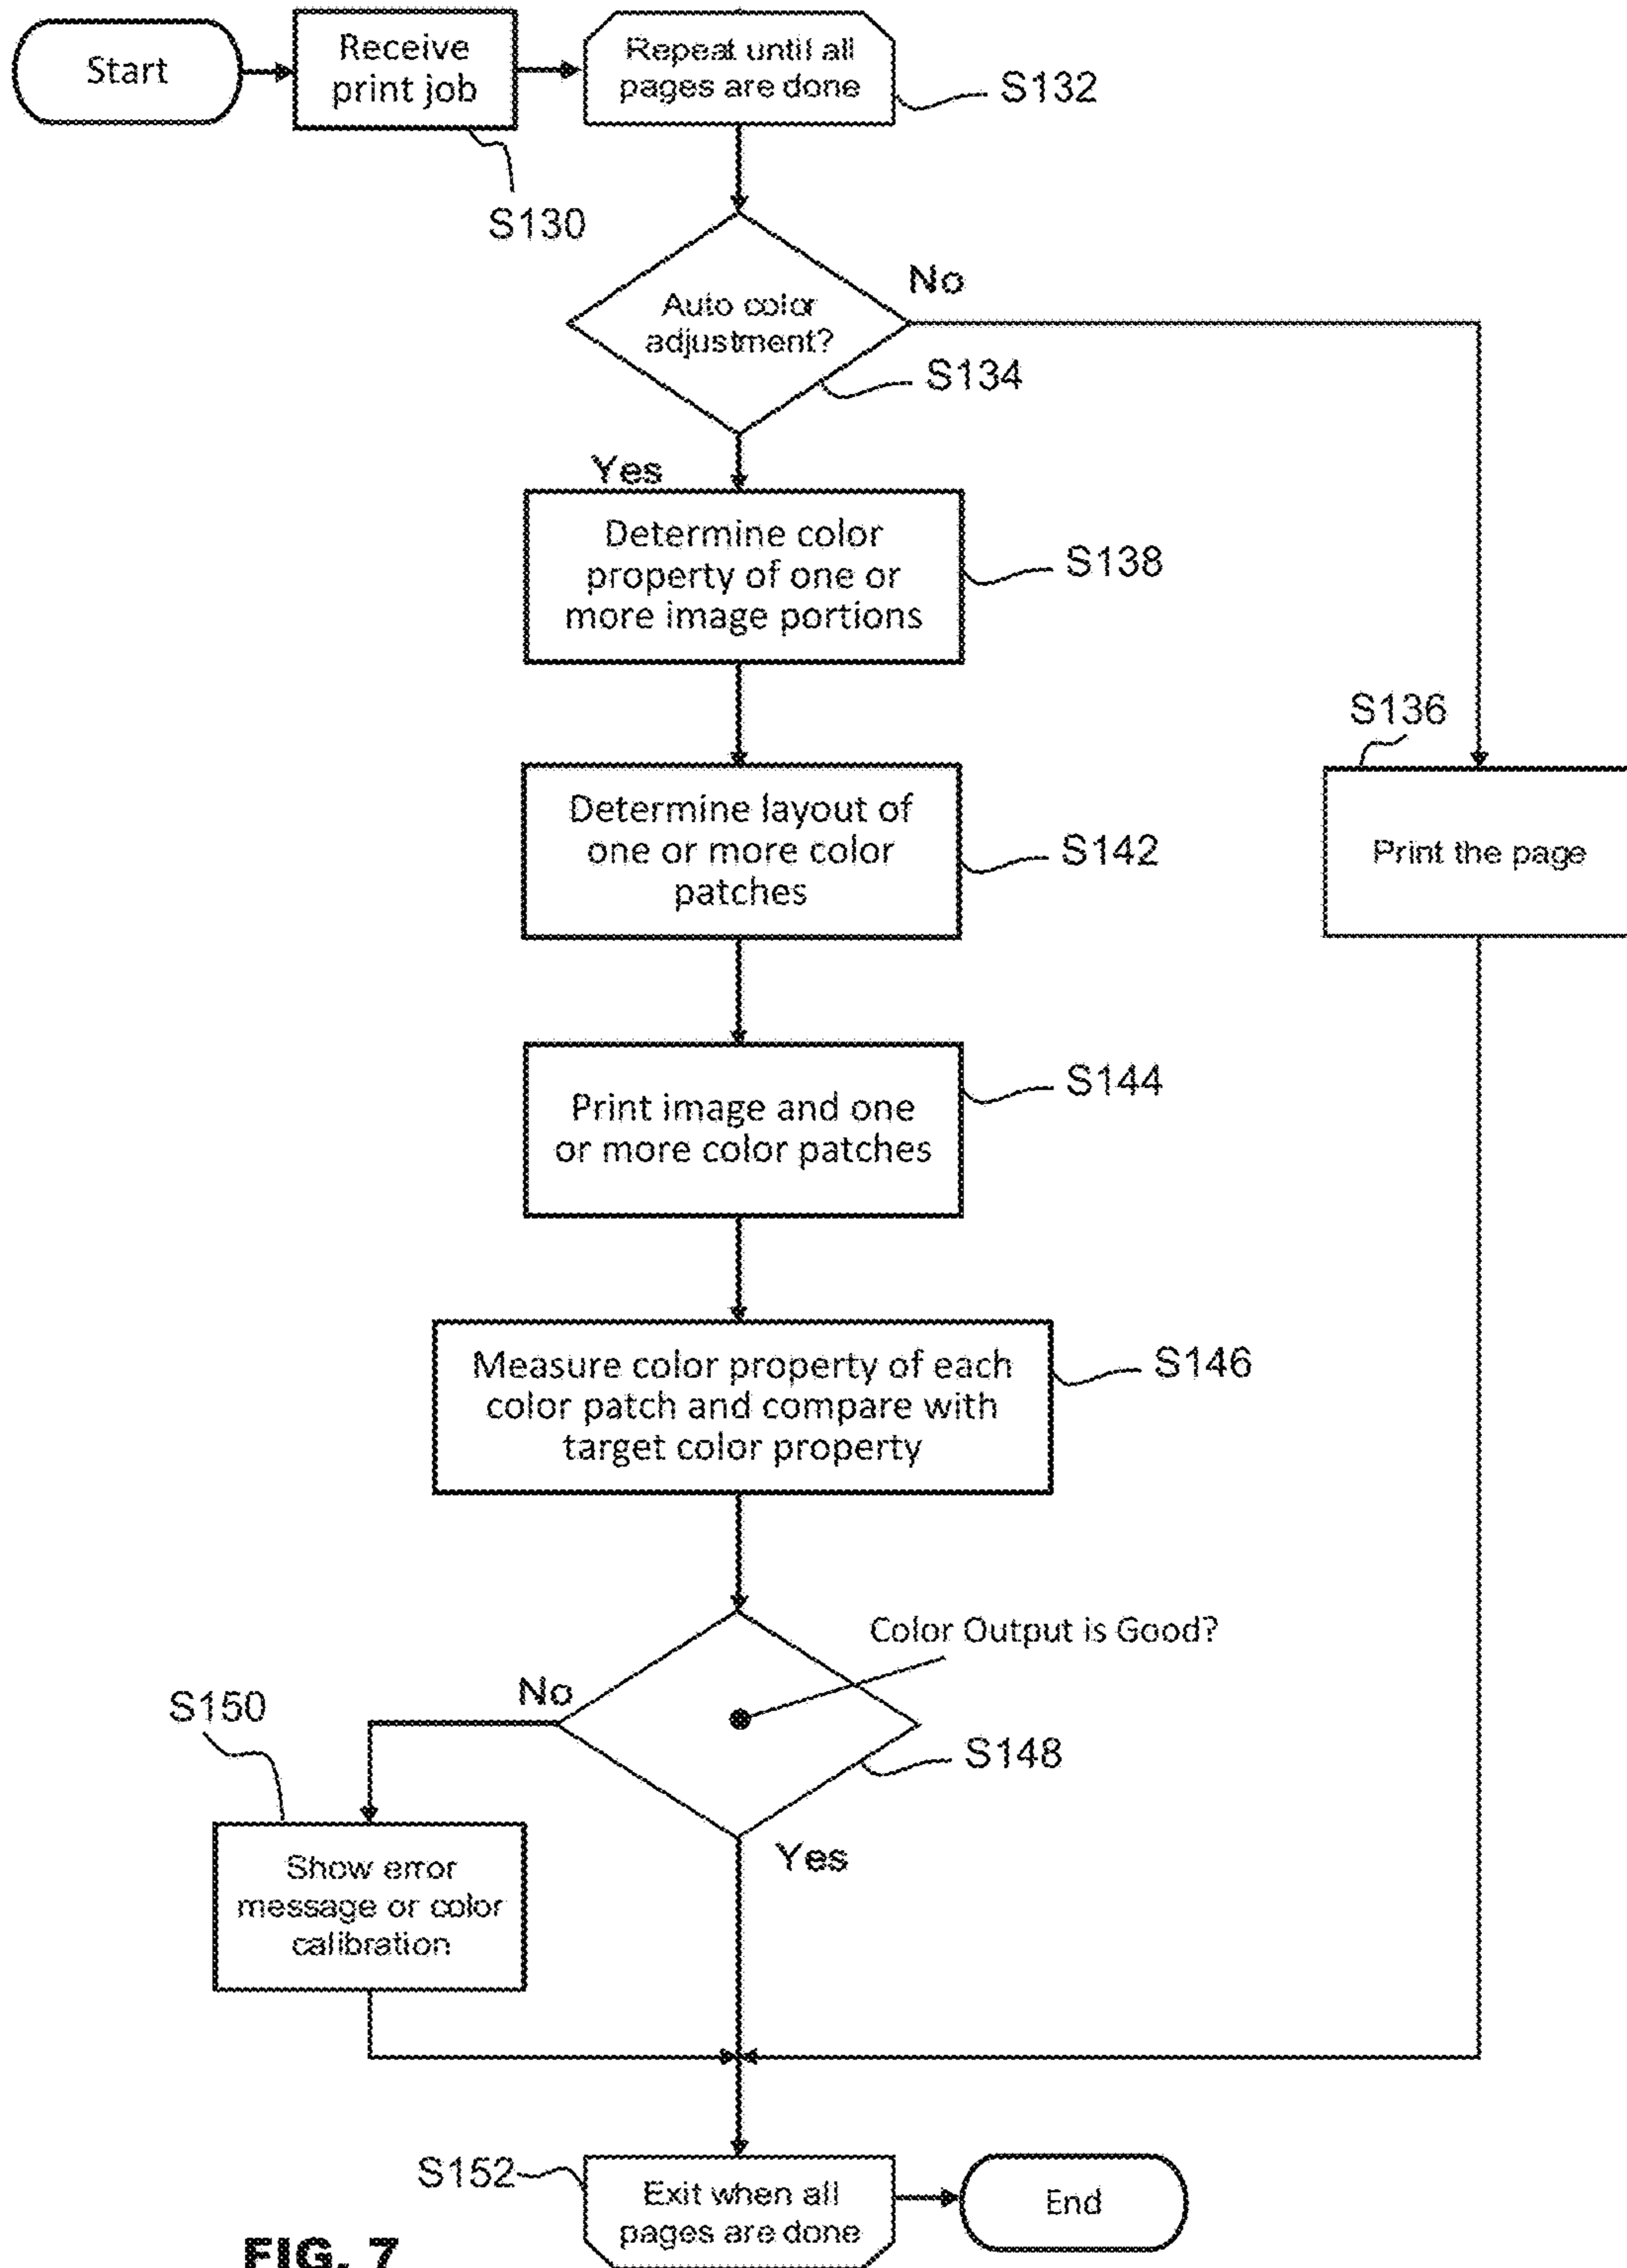 Start
Receive
print job
Repeat until all
pages are done
S132
S130
No
Auto color
adjustment?
S134
Yes
Determine color
property of one or
more image portions
S138
S136
Determine layout of
one or more color
patches
S142
Print the page
Print image and one
or more color patches
S144
Measure color property of each
color patch and compare with
target color property
S146
Color Output is Good?
No
S150
S148
Yes
Show error
message or color
calibration
S152
Exit when all
pages are done
End
FIG. 7